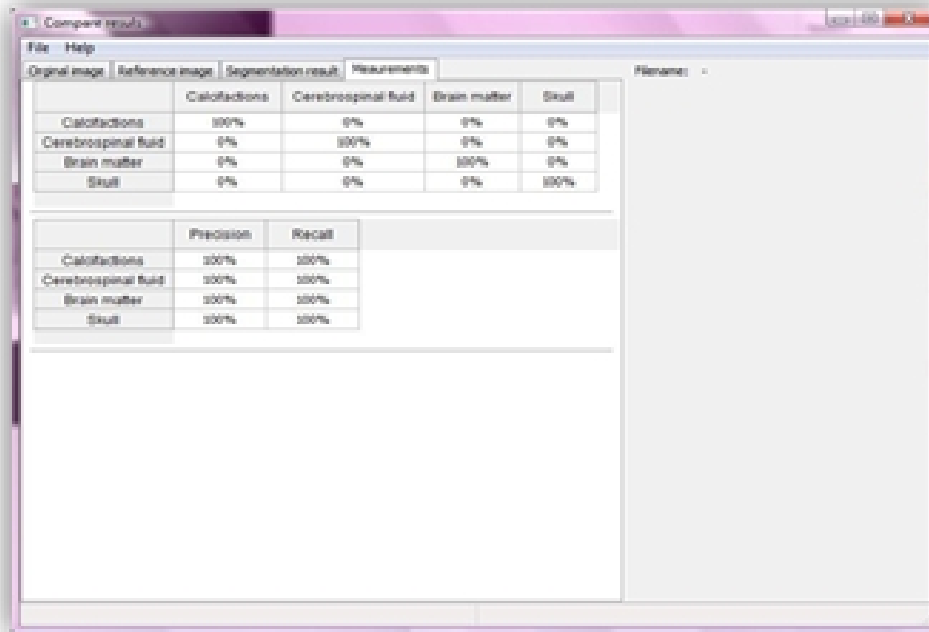 Compare results
File Help
Orginal image Reference image Segmentation result Meaurements
Filename: -
Calcifactions Cerebrospinal fluid Brain matter Skull
Calcifactions 100% 0% 0% 0%
Cerebrospinal fluid 0% 100% 0% 0%
Brain matter 0% 0% 100% 0%
Skull 0% 0% 0% 100%
Precision Recall
Calcifactions 100% 100%
Cerebrospinal fluid 100% 100%
Brain matter 100% 100%
Skull 100% 100%